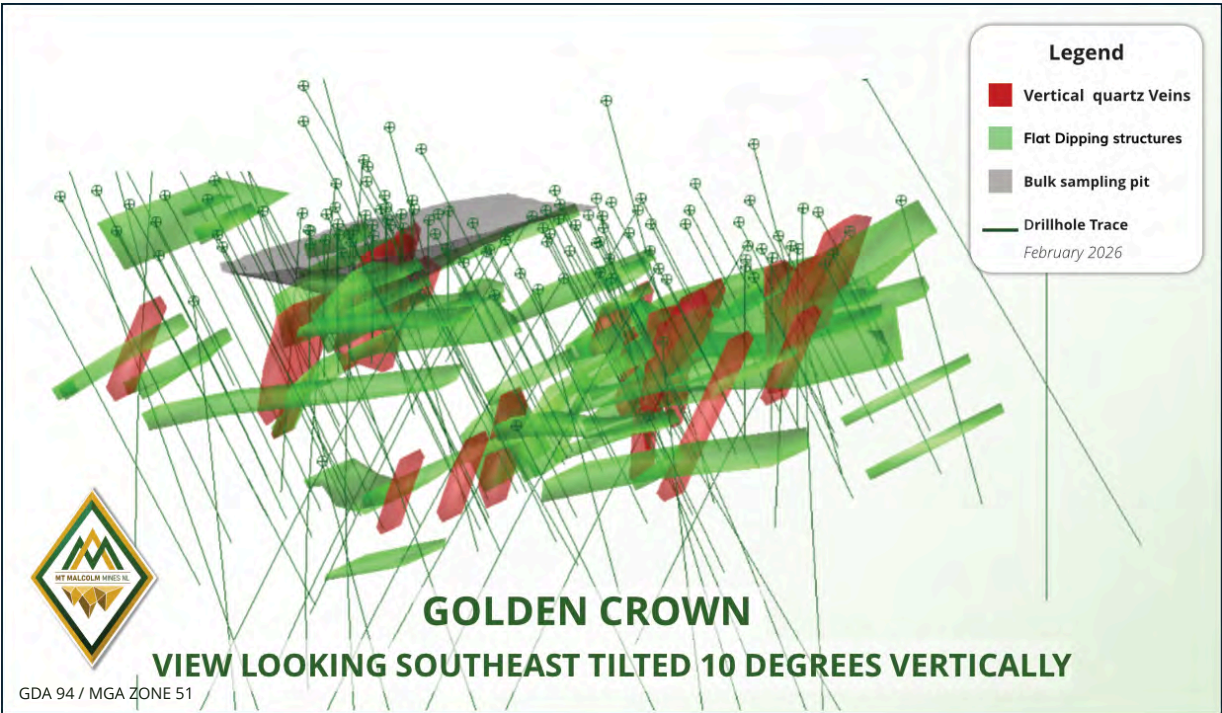 Legend
Vertical quartz Veins
Flat Dipping structures
Bulk sampling pit
Drillhole Trace
February 2026
MT MALCOLM MINES NL
GOLDEN CROWN
VIEW LOOKING SOUTHEAST TILTED 10 DEGREES VERTICALLY
GDA 94 / MGA ZONE 51